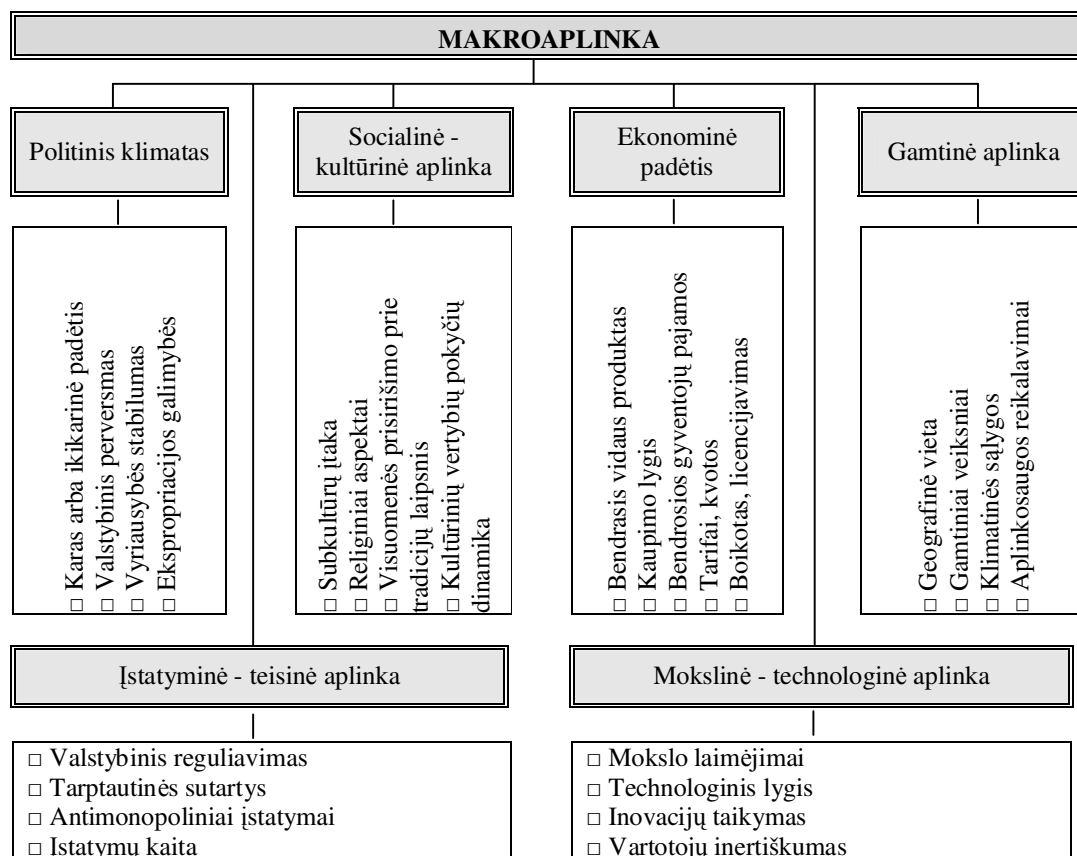 MAKROAPLINKA
Politinis klimatas
Socialinė -
kultūrinė aplinka
Ekonominė
padėtis
Gamtinė aplinka
□ Karas arba ikikarinė padėtis
□ Valstybinis perversmas
□ Vyriausybės stabilumas
□ Ekspropriacijos galimybės
□ Subkultūrų įtaka
□ Religiniai aspektai
□ Visuomenės prisirišimo prie
tradicijų laipsnis
□ Kultūrinių vertybių pokyčių
dinamika
□ Bendrasis vidaus produktas
□ Kaupimo lygis
□ Bendrosios gyventojų pajamos
□ Tarifai, kvotos
□ Boikotas, licencijavimas
□ Geografinė vieta
□ Gamtiniai veiksniai
□ Klimatinės sąlygos
□ Aplinkosaugos reikalavimai
Įstatyminė - teisinė aplinka
Mokslinė - technologinė aplinka
□ Valstybinis reguliavimas
□ Tarptautinės sutartys
□ Antimonopoliniai įstatymai
□ Įstatymų kaita
□ Mokslo laimėjimai
□ Technologinis lygis
□ Inovacijų taikymas
□ Vartotojų inertiškumas